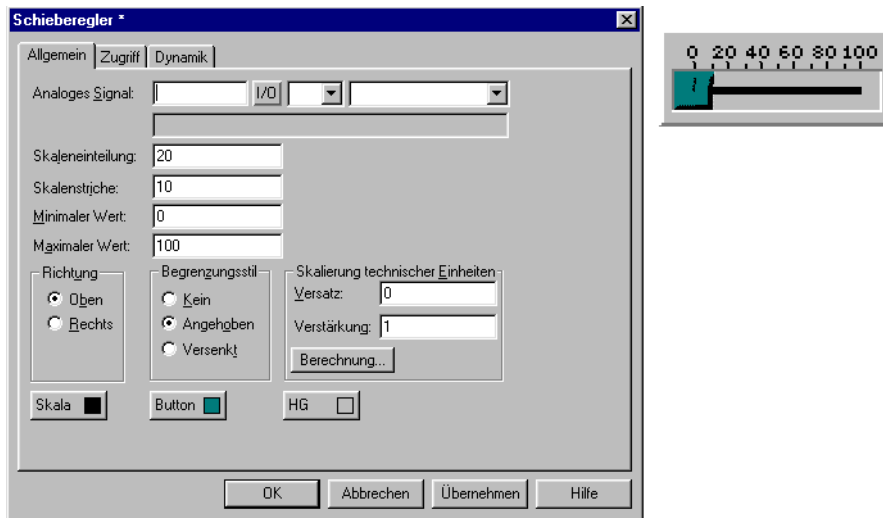 Schieberegler *
Allgemein Zugriff Dynamik
Analoges Signal: I/O
Skaleneinteilung: 20
Skalenstriche: 10
Minimaler Wert: 0
Maximaler Wert: 100
Richtung
Oben
Rechts
Begrenzungsstil
Kein
Angehoben
Versenkt
Skalierung technischer Einheiten
Versatz: 0
Verstärkung: 1
Berechnung...
Skala Button HG
OK Abbrechen Übernehmen Hilfe
0 20 40 60 80 100